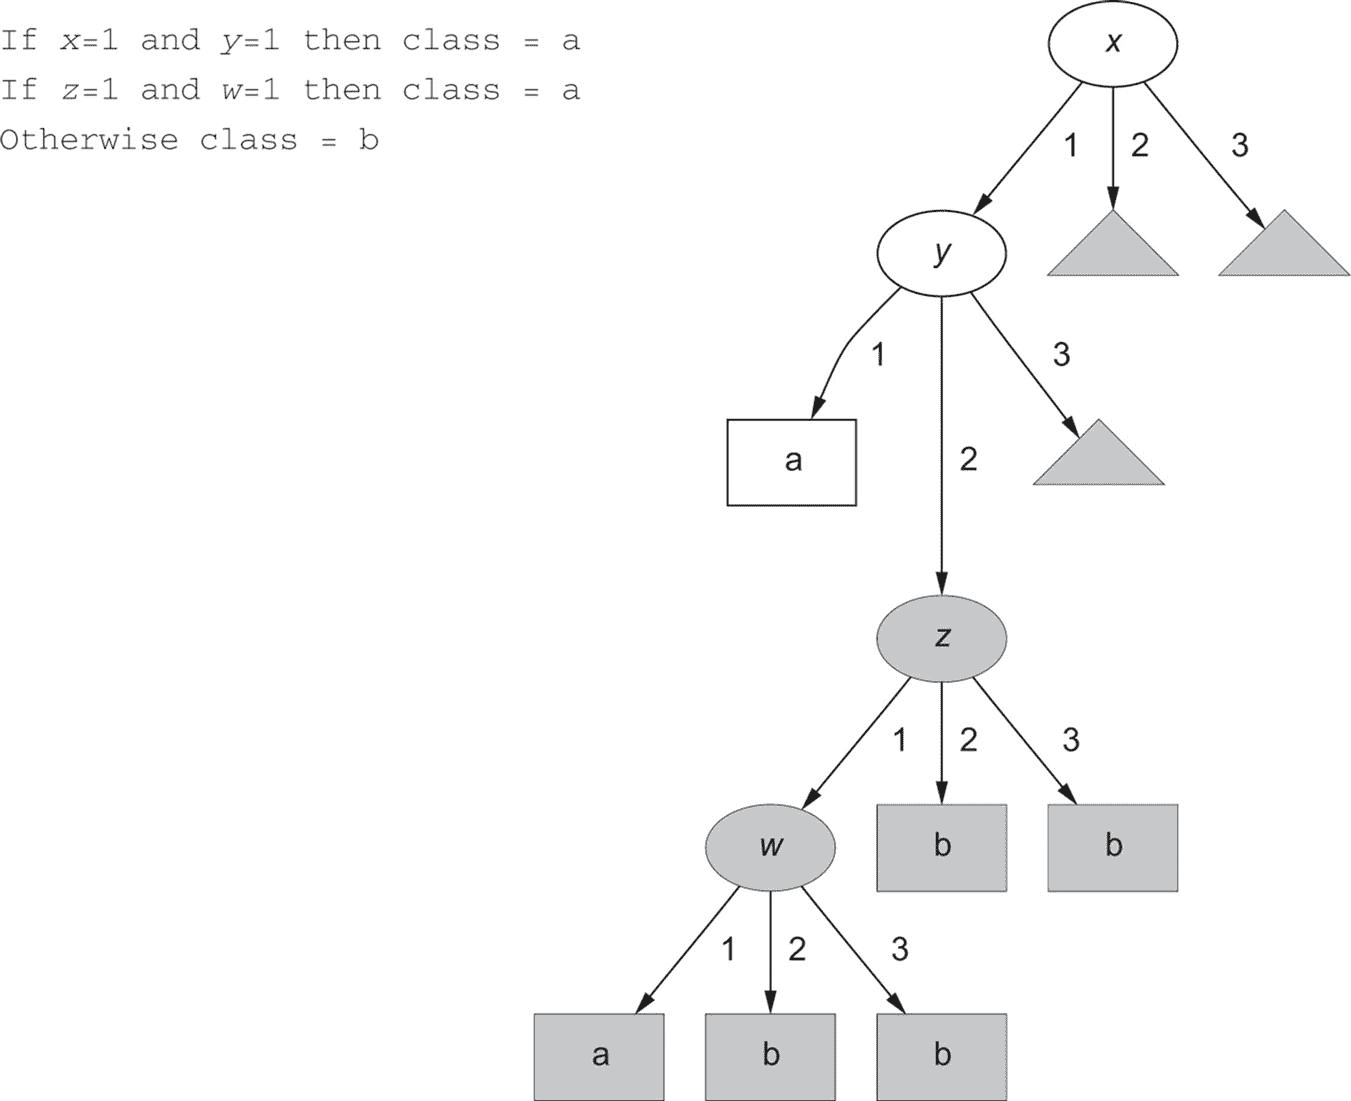 If x=1 and y=1 then class = a
If z=1 and w=1 then class = a
Otherwise class = b
x
1 2 3
y
1 3
a
2
z
1 2 3
w b b
1 2 3
a b b